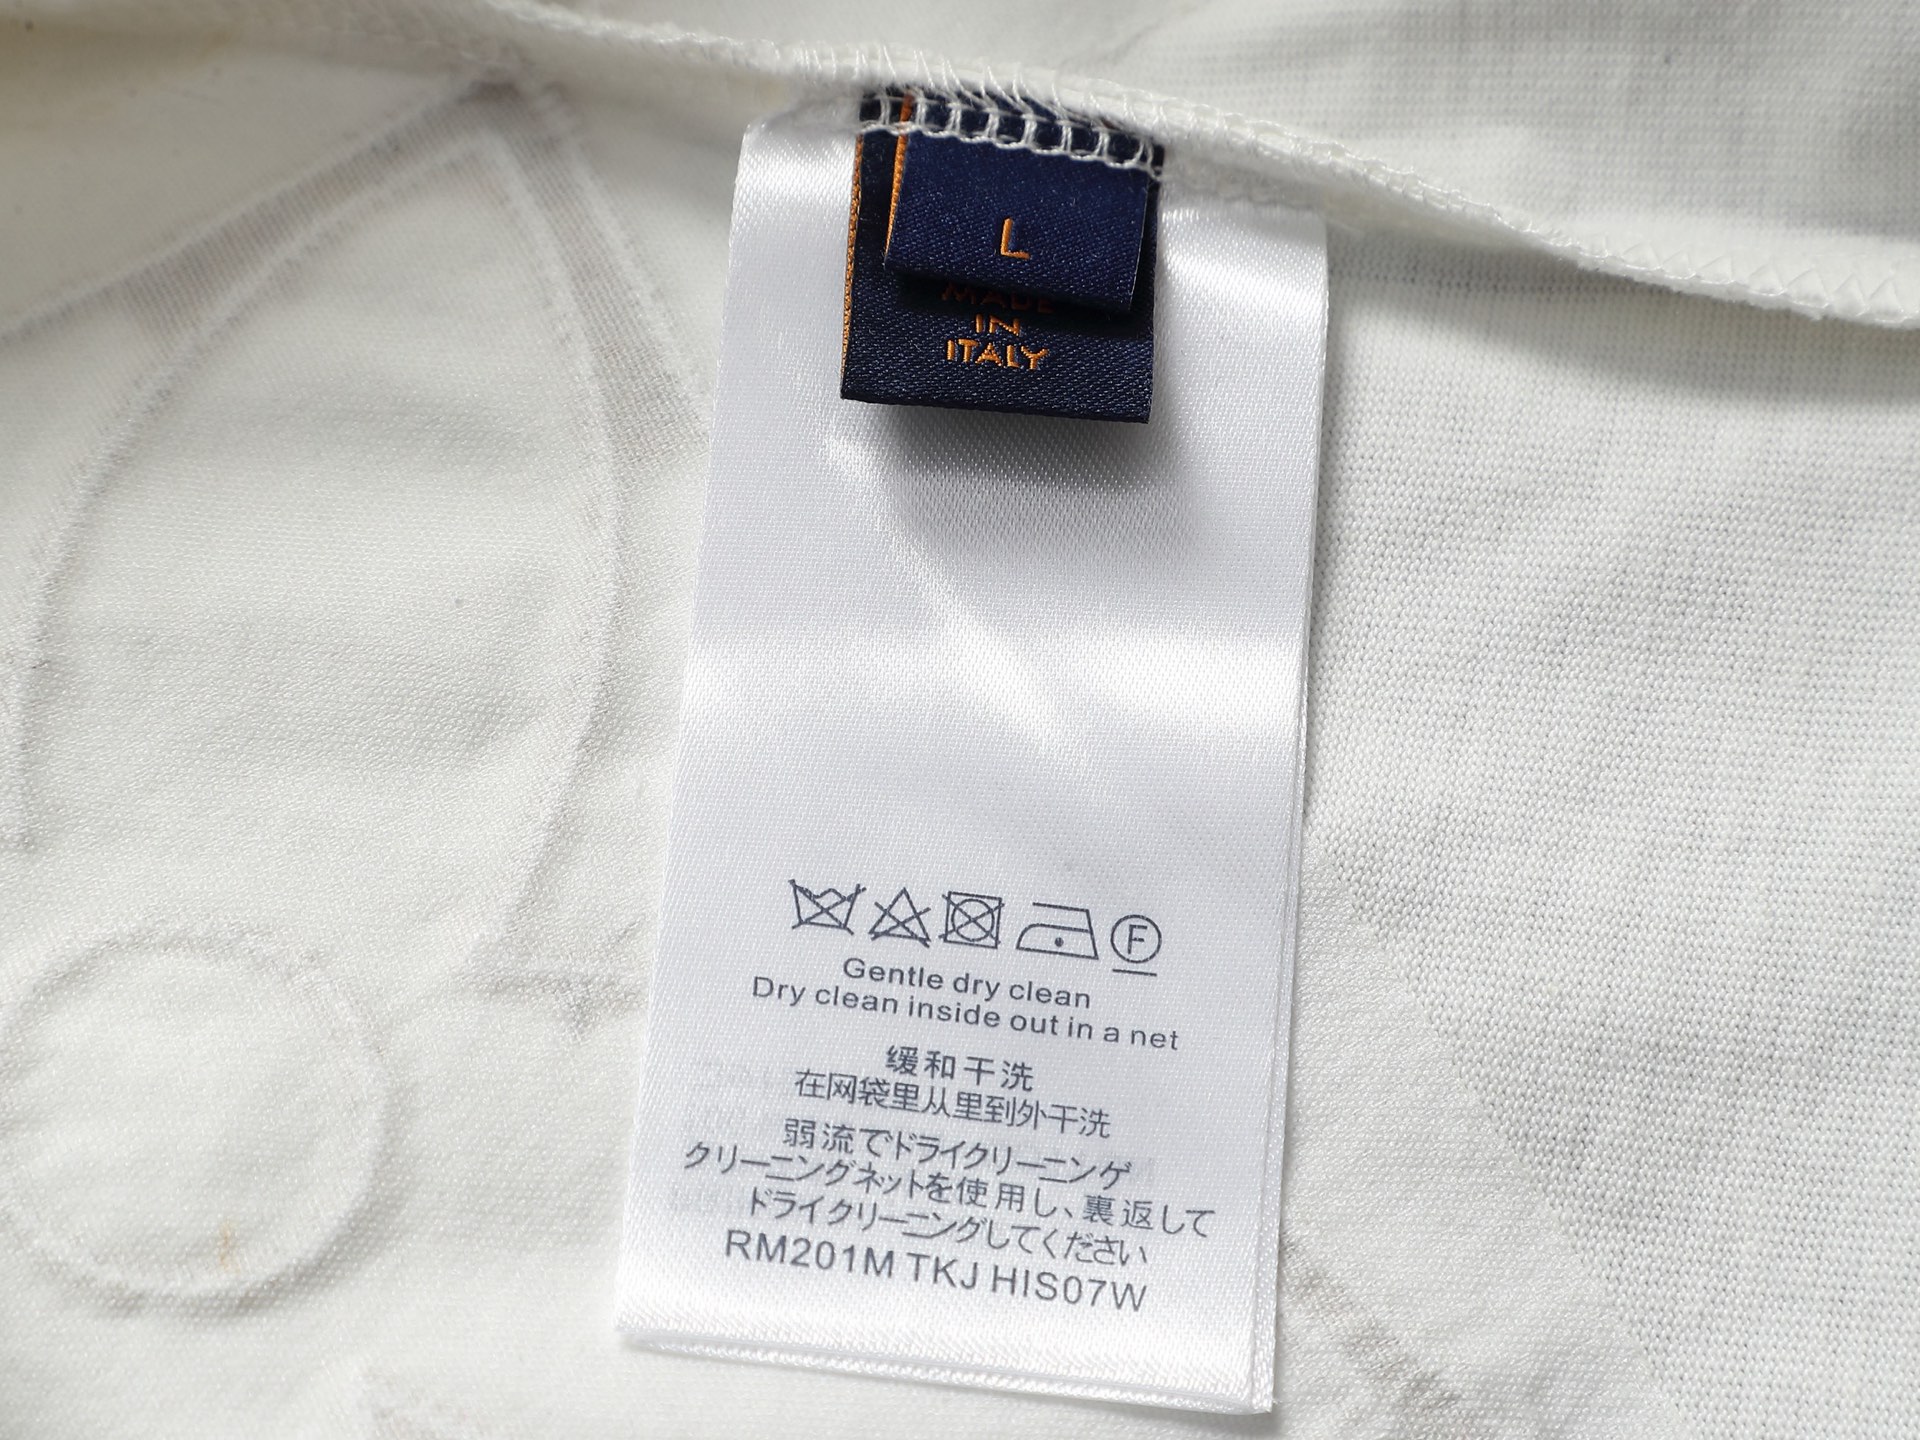 L
MADE
IN
ITALY
F
Gentle dry clean
Dry clean inside out in a net
缓和干洗
在网袋里从里到外干洗
弱流でドライクリーニンゲ
クリーニングネットを使用し、裏返して
ドライクリーニングしてください
RM201M TKJ HIS07W